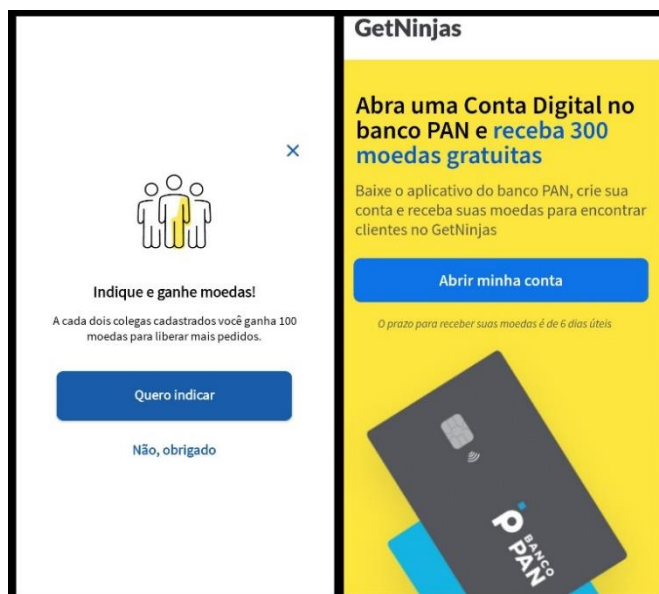 Indique e ganhe moedas!
A cada dois colegas cadastrados você ganha 100
moedas para liberar mais pedidos.
Quero indicar
Não, obrigado
GetNinjas
Abra uma Conta Digital no
banco PAN e receba 300
moedas gratuitas
Baixe o aplicativo do banco PAN, crie sua
conta e receba suas moedas para encontrar
clientes no GetNinjas
Abrir minha conta
O prazo para receber suas moedas é de 6 dias úteis
BANCO
PAN